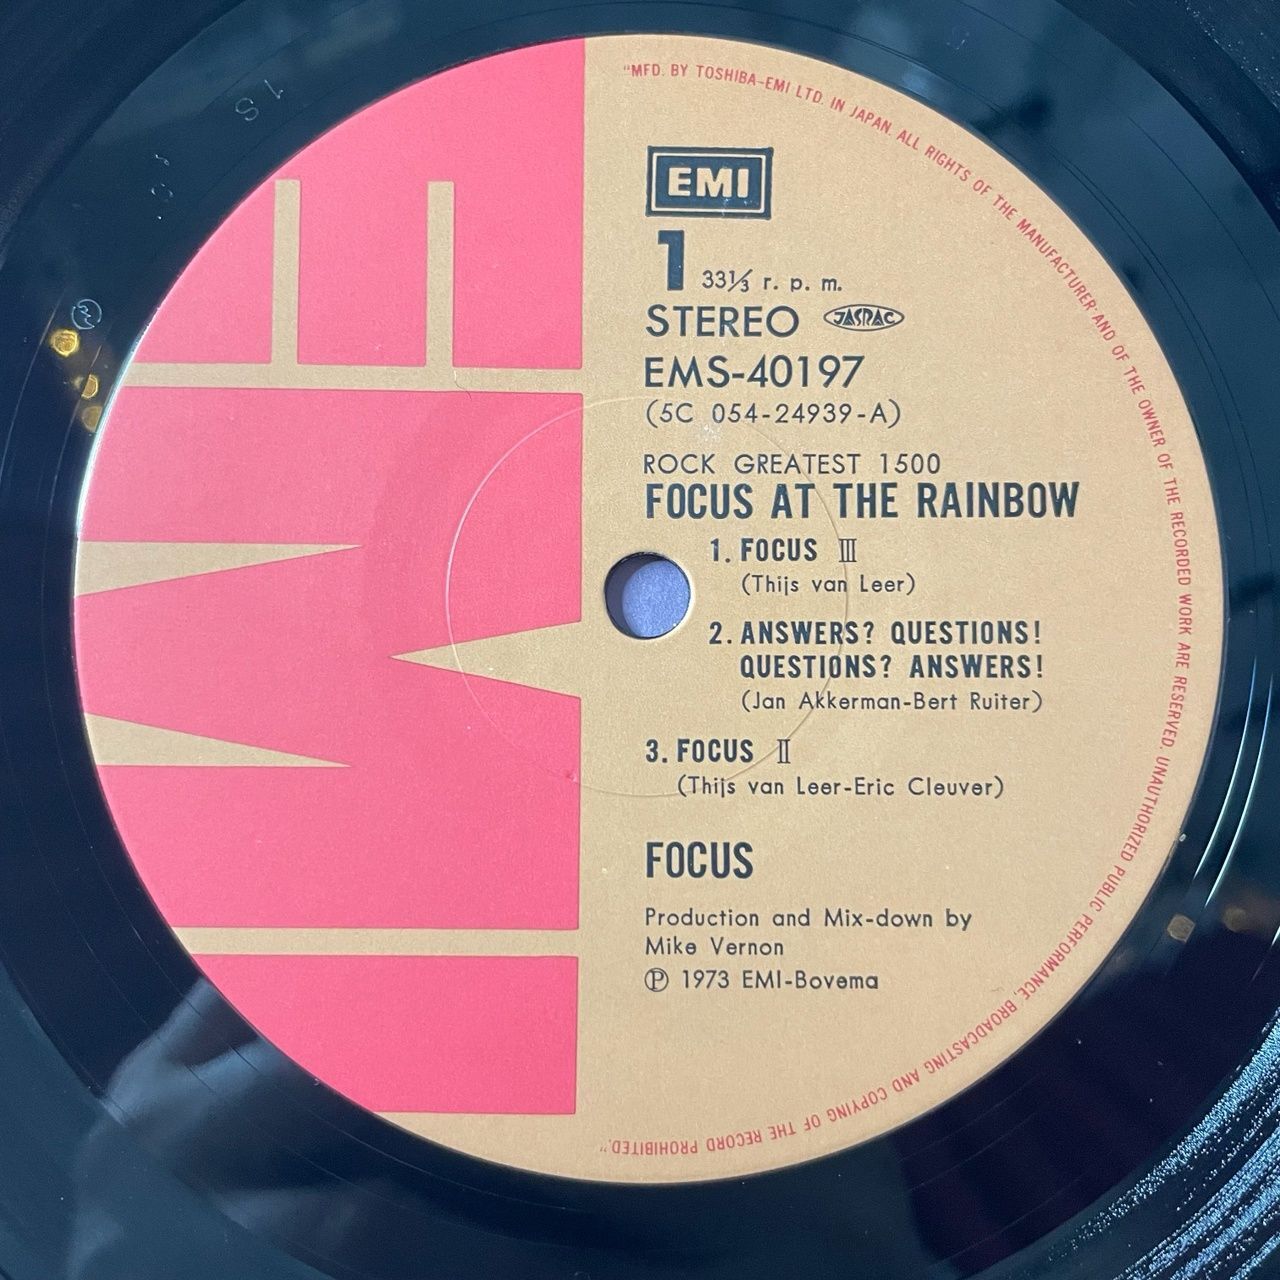 "MFD. BY TOSHIBA-EMI LTD. IN JAPAN. ALL RIGHTS OF THE MANUFACTURER AND OF THE OWNER OF THE RECORDED WORK ARE RESERVED. UNAUTHORIZED PUBLIC PERFORMANCE, BROADCASTING AND COPYING OF THE RECORD PROHIBITED."
EMI
1 33⅓ r. p. m.
STEREO JASRAC
EMS-40197
(5C 054-24939-A)
ROCK GREATEST 1500
FOCUS AT THE RAINBOW
1. FOCUS Ⅲ
(Thijs van Leer)
2. ANSWERS? QUESTIONS!
QUESTIONS? ANSWERS!
(Jan Akkerman-Bert Ruiter)
3. FOCUS Ⅱ
(Thijs van Leer-Eric Cleuver)
FOCUS
Production and Mix-down by
Mike Vernon
Ⓟ 1973 EMI-Bovema
EMI
1S